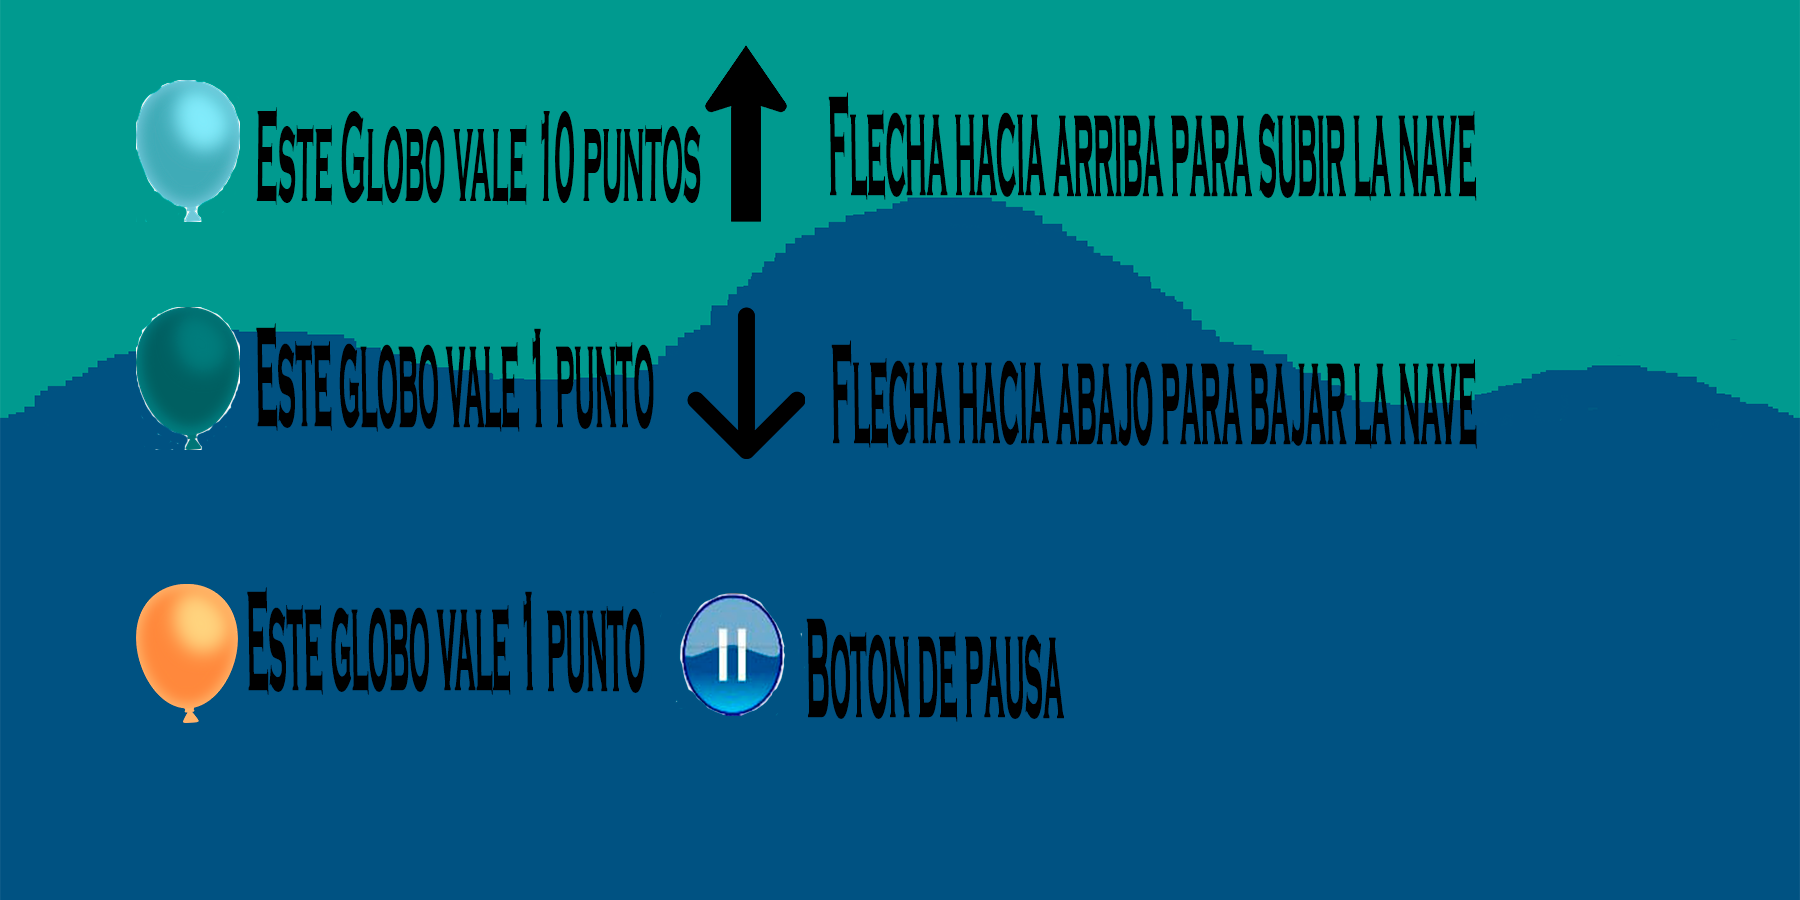 Este Globo vale 10 puntos
Flecha hacia arriba para subir la nave
Este globo vale 1 punto
Flecha hacia abajo para bajar la nave
Este globo vale 1 punto
Boton de pausa